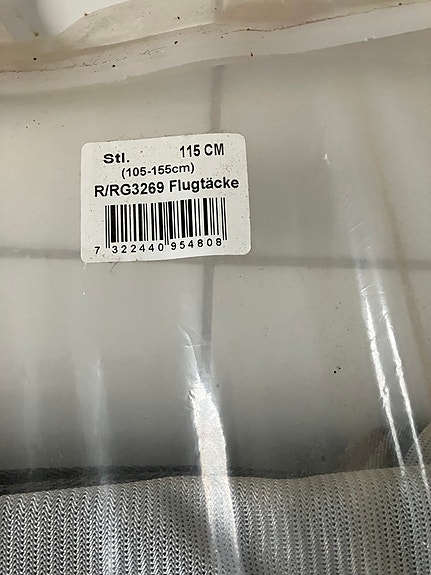 Stl. 115 CM
(105-155cm)
R/RG3269 Flugtäcke
7 322440 954808